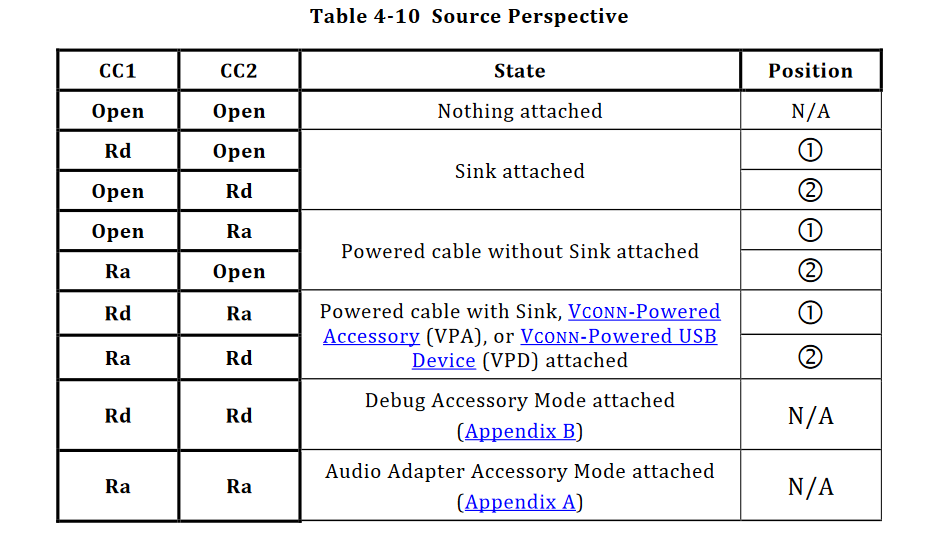 Table 4-10 Source Perspective
CC1 CC2 State Position
Open Open Nothing attached N/A
Rd Open Sink attached ①
Open Rd ②
Open Ra Powered cable without Sink attached ①
Ra Open ②
Rd Ra Powered cable with Sink, VCONN-Powered ①
Accessory (VPA), or VCONN-Powered USB
Ra Rd Device (VPD) attached ②
Rd Rd Debug Accessory Mode attached N/A
(Appendix B)
Ra Ra Audio Adapter Accessory Mode attached N/A
(Appendix A)